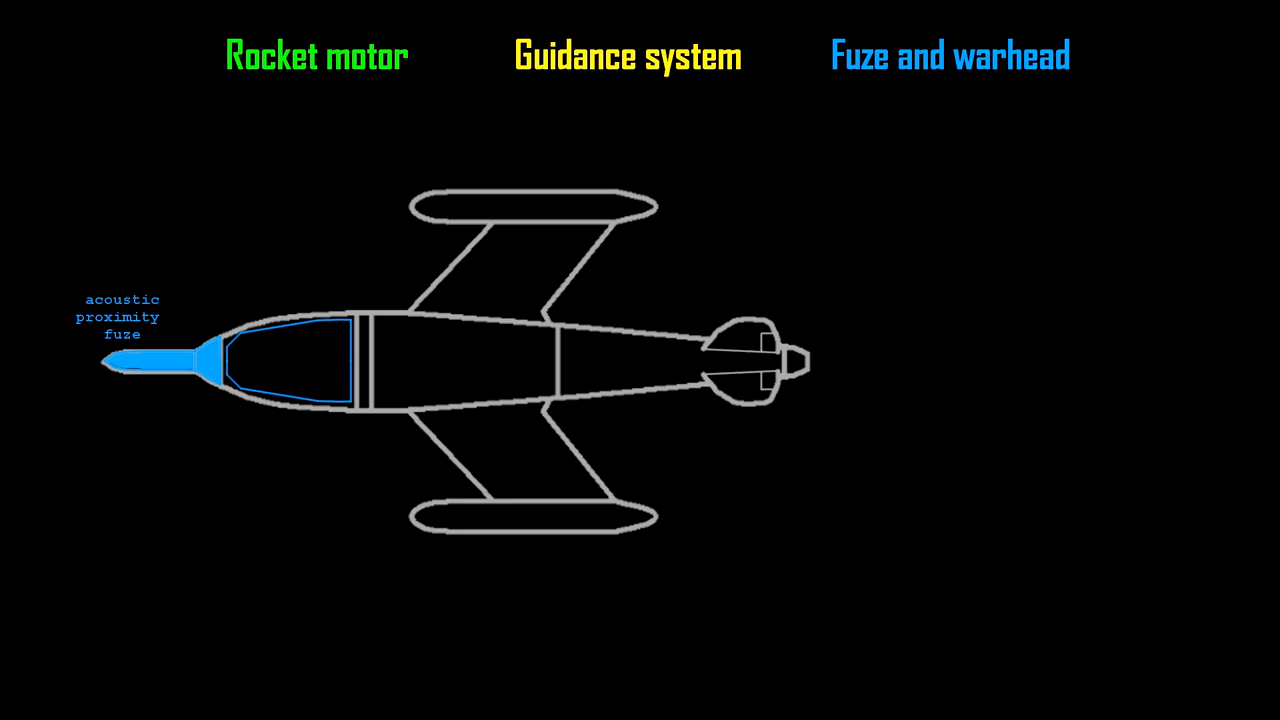 Rocket motor Guidance system Fuze and warhead
acoustic
proximity
fuze